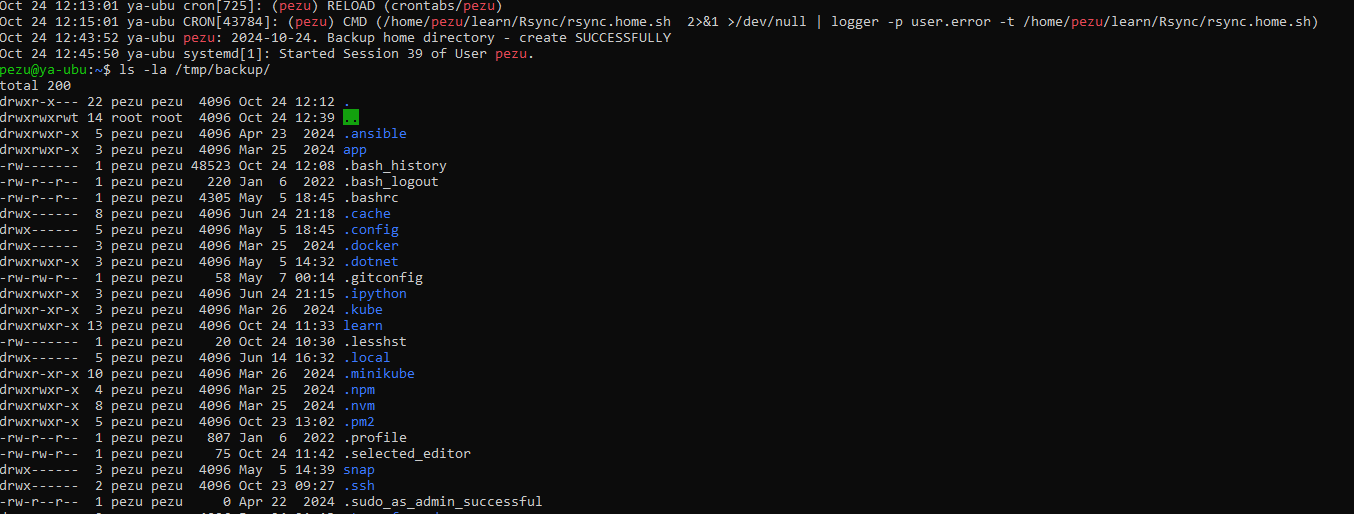 Oct 24 12:13:01 ya-ubu cron[725]: (pezu) RELOAD (crontabs/pezu)
Oct 24 12:15:01 ya-ubu CRON[43784]: (pezu) CMD (/home/pezu/learn/Rsync/rsync.home.sh  2>&1 >/dev/null | logger -p user.error -t /home/pezu/learn/Rsync/rsync.home.sh)
Oct 24 12:43:52 ya-ubu pezu: 2024-10-24. Backup home directory - create SUCCESSFULLY
Oct 24 12:45:50 ya-ubu systemd[1]: Started Session 39 of User pezu.
pezu@ya-ubu:~$ ls -la /tmp/backup/
total 200
drwxr-x--- 22 pezu pezu  4096 Oct 24 12:12 .
drwxrwxrwt 14 root root  4096 Oct 24 12:39 ..
drwxrwxr-x  5 pezu pezu  4096 Apr 23  2024 .ansible
drwxrwxr-x  3 pezu pezu  4096 Mar 25  2024 app
-rw-------  1 pezu pezu 48523 Oct 24 12:08 .bash_history
-rw-r--r--  1 pezu pezu   220 Jan  6  2022 .bash_logout
-rw-r--r--  1 pezu pezu  4305 May  5 18:45 .bashrc
drwx------  8 pezu pezu  4096 Jun 24 21:18 .cache
drwx------  5 pezu pezu  4096 May  5 18:45 .config
drwx------  3 pezu pezu  4096 Mar 25  2024 .docker
drwxrwxr-x  3 pezu pezu  4096 May  5 14:32 .dotnet
-rw-rw-r--  1 pezu pezu    58 May  7 00:14 .gitconfig
drwxrwxr-x  3 pezu pezu  4096 Jun 24 21:15 .ipython
drwxr-xr-x  3 pezu pezu  4096 Mar 26  2024 .kube
drwxrwxr-x 13 pezu pezu  4096 Oct 24 11:33 learn
-rw-------  1 pezu pezu    20 Oct 24 10:30 .lesshst
drwx------  5 pezu pezu  4096 Jun 14 16:32 .local
drwxr-xr-x 10 pezu pezu  4096 Mar 26  2024 .minikube
drwxrwxr-x  4 pezu pezu  4096 Mar 25  2024 .npm
drwxrwxr-x  8 pezu pezu  4096 Mar 25  2024 .nvm
drwxrwxr-x  5 pezu pezu  4096 Oct 23 13:02 .pm2
-rw-r--r--  1 pezu pezu   807 Jan  6  2022 .profile
-rw-rw-r--  1 pezu pezu    75 Oct 24 11:42 .selected_editor
drwx------  3 pezu pezu  4096 May  5 14:39 snap
drwx------  2 pezu pezu  4096 Oct 23 09:27 .ssh
-rw-r--r--  1 pezu pezu     0 Apr 22  2024 .sudo_as_admin_successful